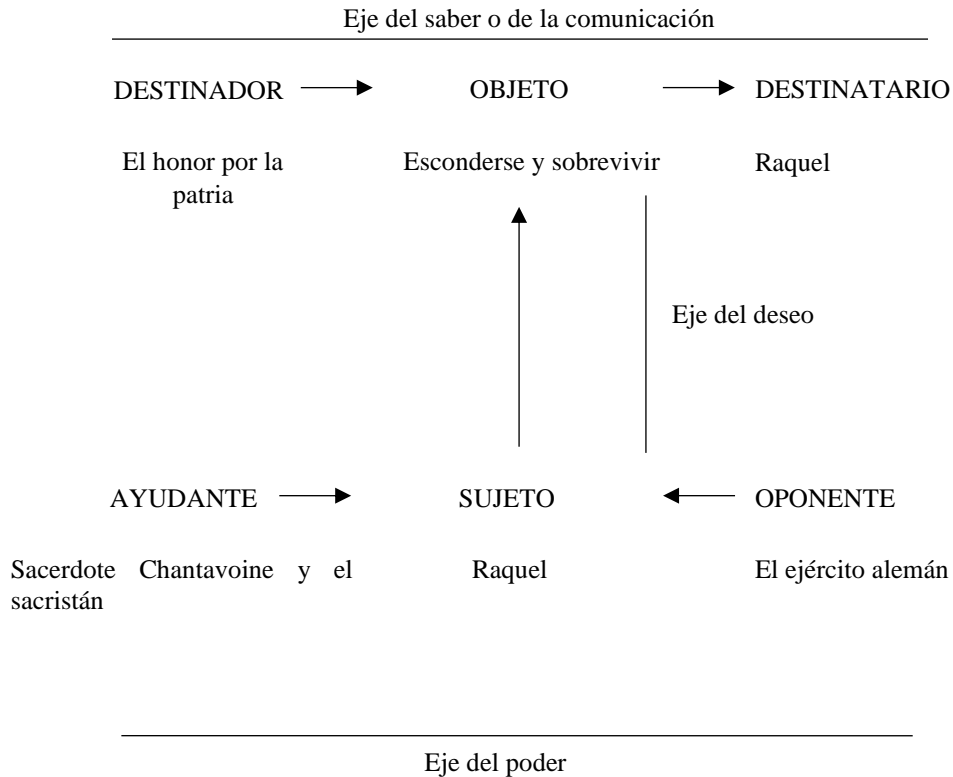 Eje del saber o de la comunicación
DESTINADOR OBJETO DESTINATARIO
El honor por la
patria
Esconderse y sobrevivir
Raquel
Eje del deseo
AYUDANTE SUJETO OPONENTE
Sacerdote Chantavoine y el
sacristán
Raquel
El ejército alemán
Eje del poder